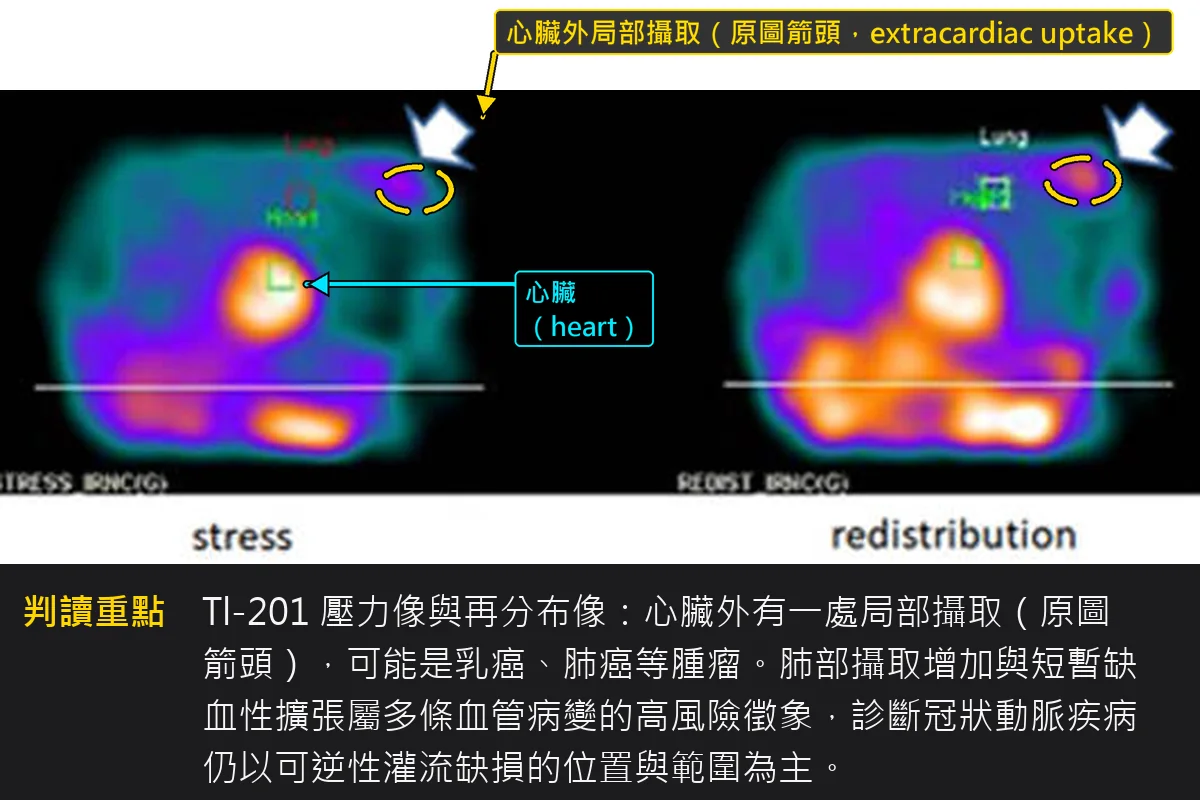 心臟外局部攝取（原圖箭頭，extracardiac uptake）
Lung
Heart
心臟
（heart）
Lung
STRESS_IRNC(G)
REDIST_IRNC(G)
stress
redistribution
判讀重點
Tl-201 壓力像與再分布像：心臟外有一處局部攝取（原圖
箭頭），可能是乳癌、肺癌等腫瘤。肺部攝取增加與短暫缺
血性擴張屬多條血管病變的高風險徵象，診斷冠狀動脈疾病
仍以可逆性灌流缺損的位置與範圍為主。